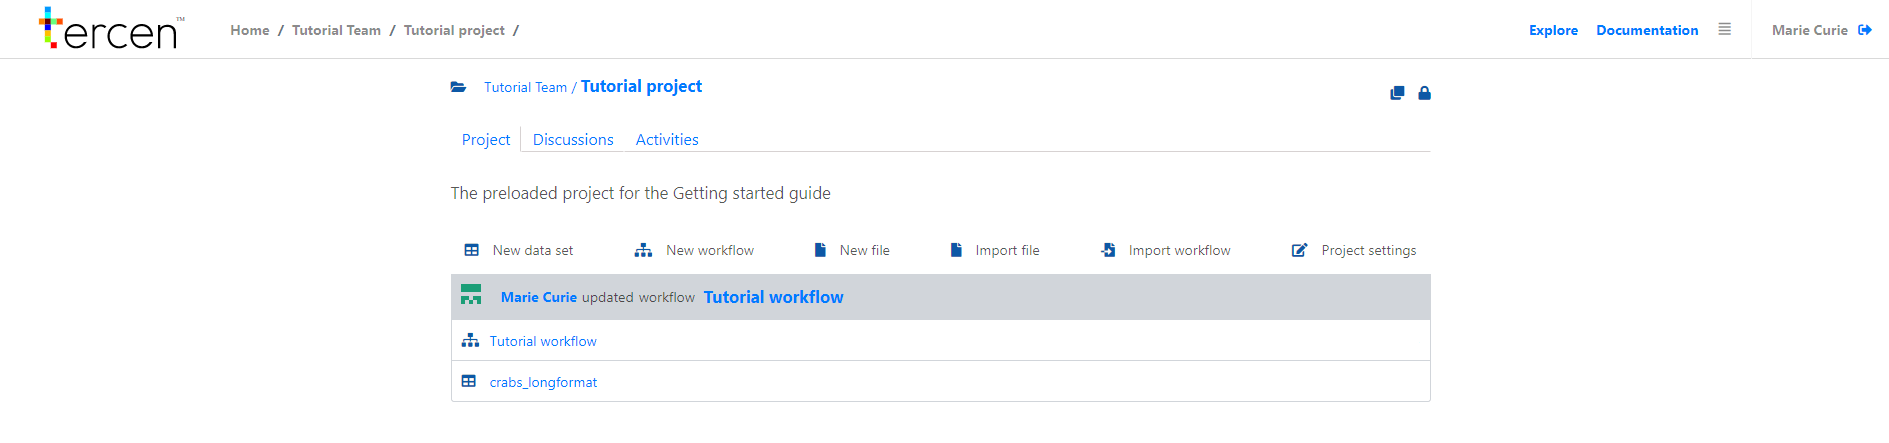 tercen™ Home / Tutorial Team / Tutorial project / Explore Documentation Marie Curie
Tutorial Team / Tutorial project
Project Discussions Activities
The preloaded project for the Getting started guide
New data set New workflow New file Import file Import workflow Project settings
Marie Curie updated workflow Tutorial workflow
Tutorial workflow
crabs_longformat